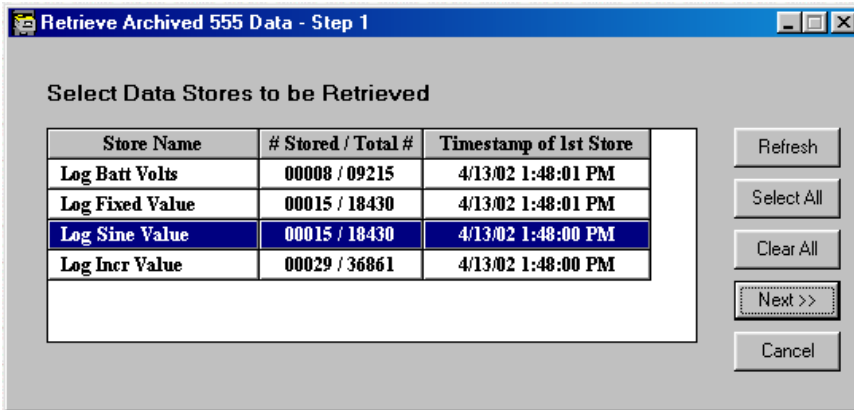 Retrieve Archived 555 Data - Step 1
Select Data Stores to be Retrieved
Store Name # Stored / Total # Timestamp of 1st Store
Log Batt Volts 00008 / 09215 4/13/02 1:48:01 PM
Log Fixed Value 00015 / 18430 4/13/02 1:48:01 PM
Log Sine Value 00015 / 18430 4/13/02 1:48:00 PM
Log Incr Value 00029 / 36861 4/13/02 1:48:00 PM
Refresh
Select All
Clear All
Next >>
Cancel